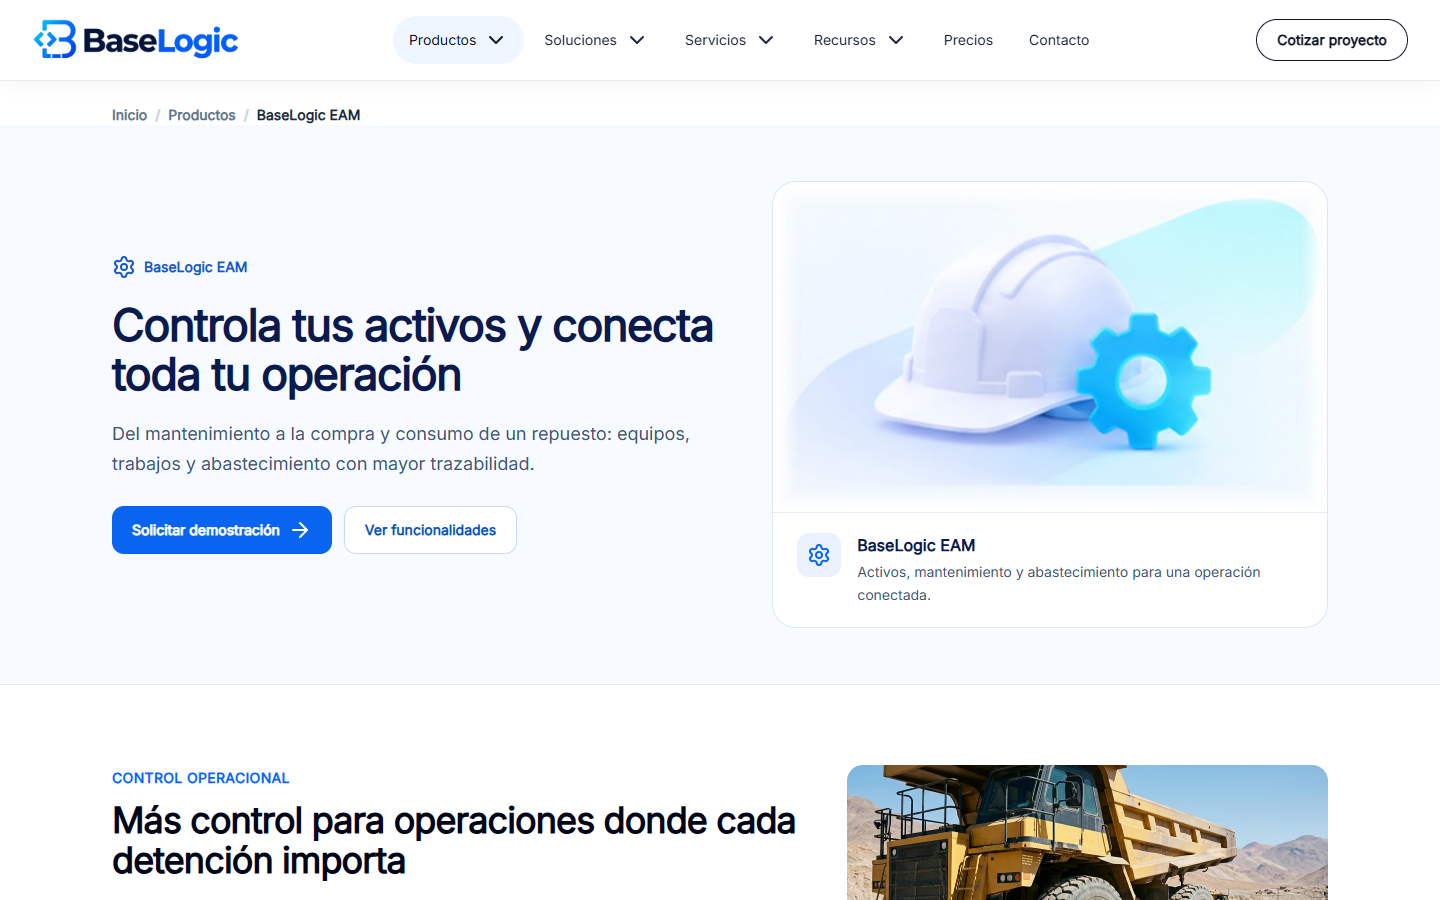 BaseLogic
Productos
Soluciones
Servicios
Recursos
Precios
Contacto
Cotizar proyecto
Inicio / Productos / BaseLogic EAM
BaseLogic EAM
Controla tus activos y conecta
toda tu operación
Del mantenimiento a la compra y consumo de un repuesto: equipos,
trabajos y abastecimiento con mayor trazabilidad.
Solicitar demostración
Ver funcionalidades
BaseLogic EAM
Activos, mantenimiento y abastecimiento para una operación
conectada.
CONTROL OPERACIONAL
Más control para operaciones donde cada
detención importa